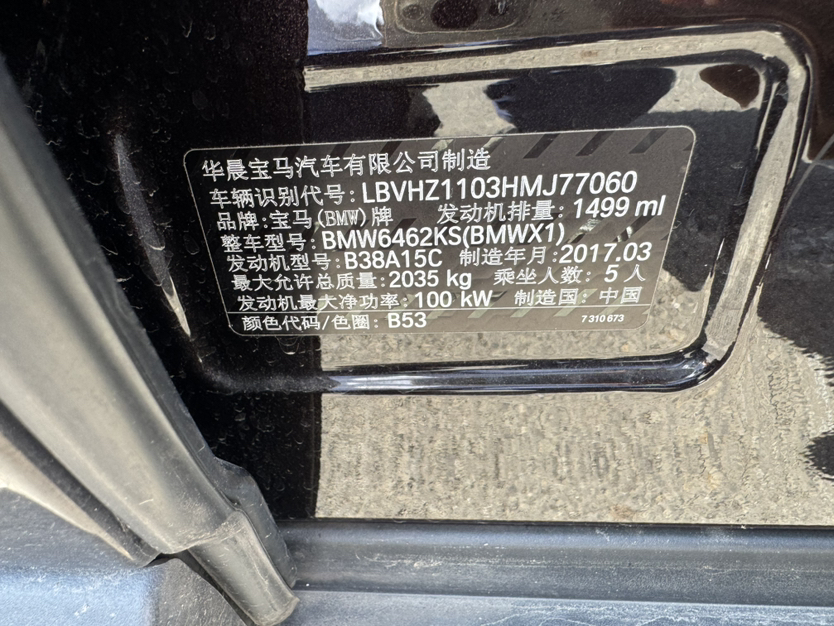 华晨宝马汽车有限公司制造
车辆识别代号: LBVHZ1103HMJ77060
品牌: 宝马(BMW)牌 发动机排量: 1499 ml
整车型号: BMW6462KS(BMWX1)
发动机型号: B38A15C 制造年月: 2017.03
最大允许总质量: 2035 kg 乘坐人数: 5 人
发动机最大净功率: 100 kW 制造国: 中国
颜色代码/色圈: B53 7 310 673